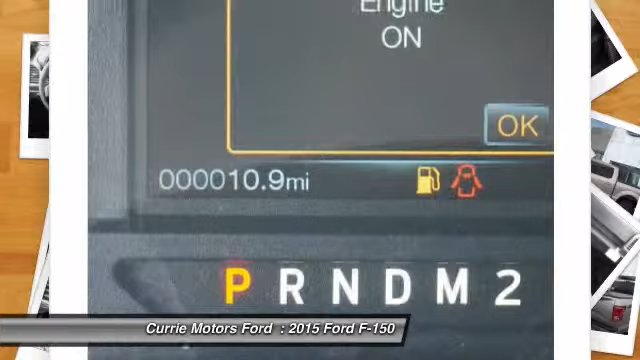 Engine
ON
OK
000010.9mi
P R N D M 2
Currie Motors Ford : 2015 Ford F-150